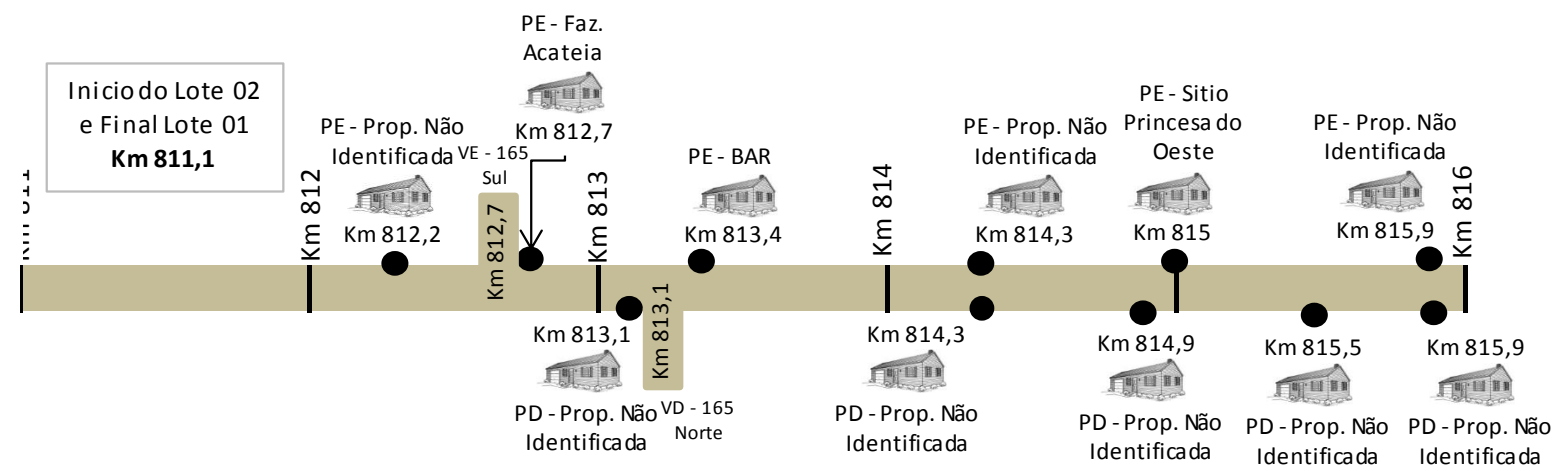 Inicio do Lote 02
e Final Lote 01
Km 811,1
PE - Prop. Não
Identificada
Km 812,2
VE - 165
Sul
Km 812,7
PE - Faz.
Acateia
Km 812,7
PE - BAR
Km 813,4
PE - Prop. Não
Identificada
Km 814,3
PE - Sitio
Princesa do
Oeste
Km 815
PE - Prop. Não
Identificada
Km 815,9
Km 811
Km 812
Km 813
Km 814
Km 816
Km 813,1
PD - Prop. Não
Identificada
Km 813,1
VD - 165
Norte
Km 814,3
PD - Prop. Não
Identificada
Km 814,9
PD - Prop. Não
Identificada
Km 815,5
PD - Prop. Não
Identificada
Km 815,9
PD - Prop. Não
Identificada